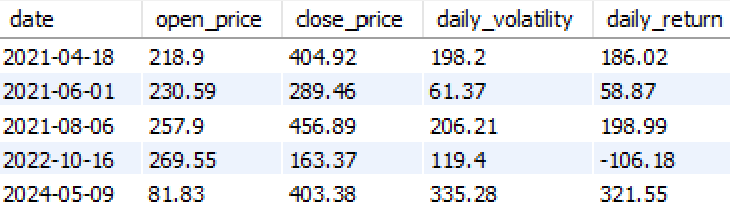 date open_price close_price daily_volatility daily_return
2021-04-18 218.9 404.92 198.2 186.02
2021-06-01 230.59 289.46 61.37 58.87
2021-08-06 257.9 456.89 206.21 198.99
2022-10-16 269.55 163.37 119.4 -106.18
2024-05-09 81.83 403.38 335.28 321.55